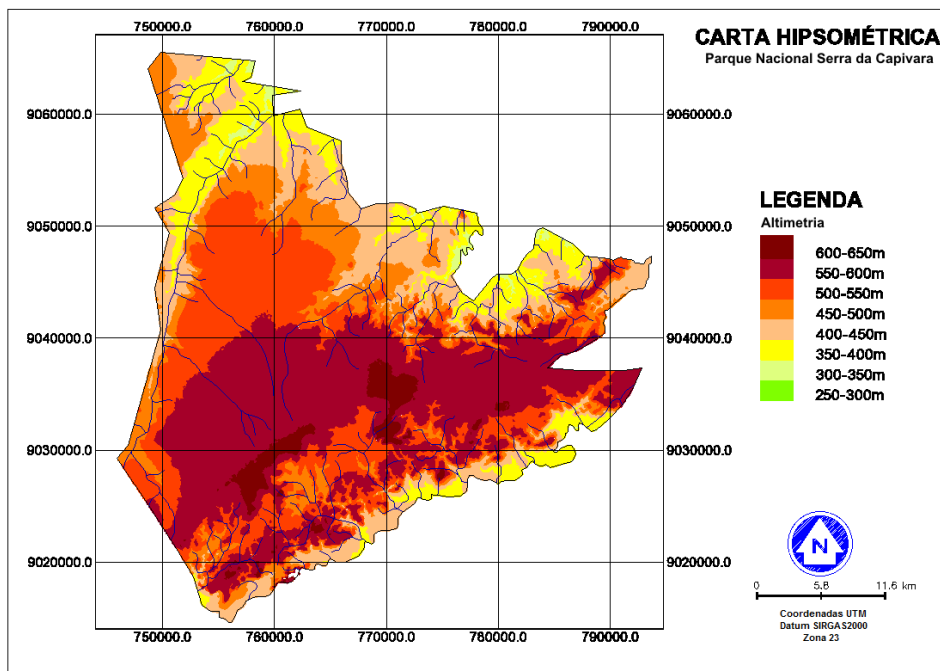 750000.0 760000.0 770000.0 780000.0 790000.0
CARTA HIPSOMÉTRICA
Parque Nacional Serra da Capivara
9060000.0 9060000.0
9050000.0 9050000.0
9040000.0 9040000.0
9030000.0 9030000.0
9020000.0 9020000.0
750000.0 760000.0 770000.0 780000.0 790000.0
LEGENDA
Altimetria
600-650m
550-600m
500-550m
450-500m
400-450m
350-400m
300-350m
250-300m
N
0 5.8 11.6 km
Coordenadas UTM
Datum SIRGAS2000
Zona 23